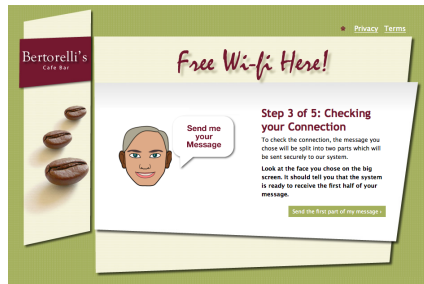 Privacy Terms
Bertorelli's
Cafe Bar
Free Wi-fi Here!
Send me
your
Message
Step 3 of 5: Checking
your Connection
To check the connection, the message you
chose will be split into two parts which will
be sent securely to our system.
Look at the face you chose on the big
screen. It should tell you that the system
is ready to receive the first half of your
message.
Send the first part of my message ›